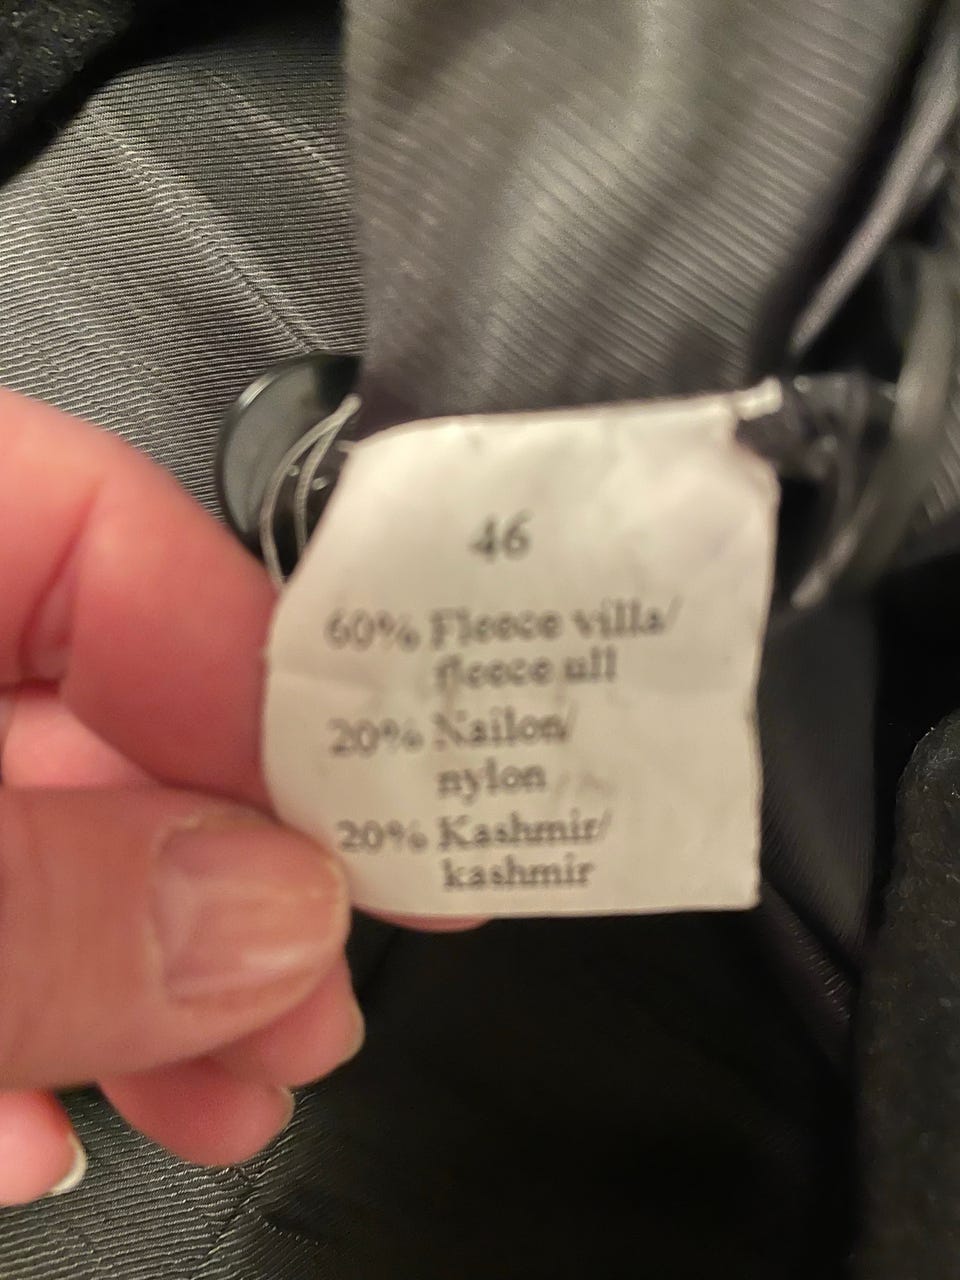 46
60% Fleece villa/
fleece ull
20% Nailon/
nylon
20% Kashmir/
kashmir